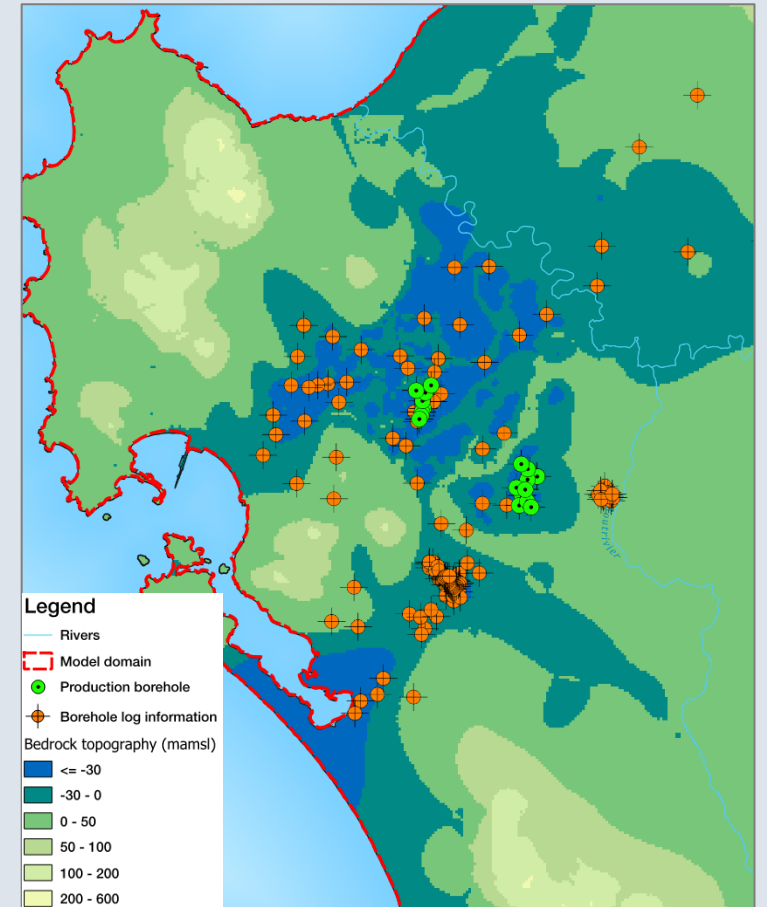 outrivier
Legend
Rivers
Model domain
Production borehole
Borehole log information
Bedrock topography (mamsl)
<= -30
-30 - 0
0 - 50
50 - 100
100 - 200
200 - 600